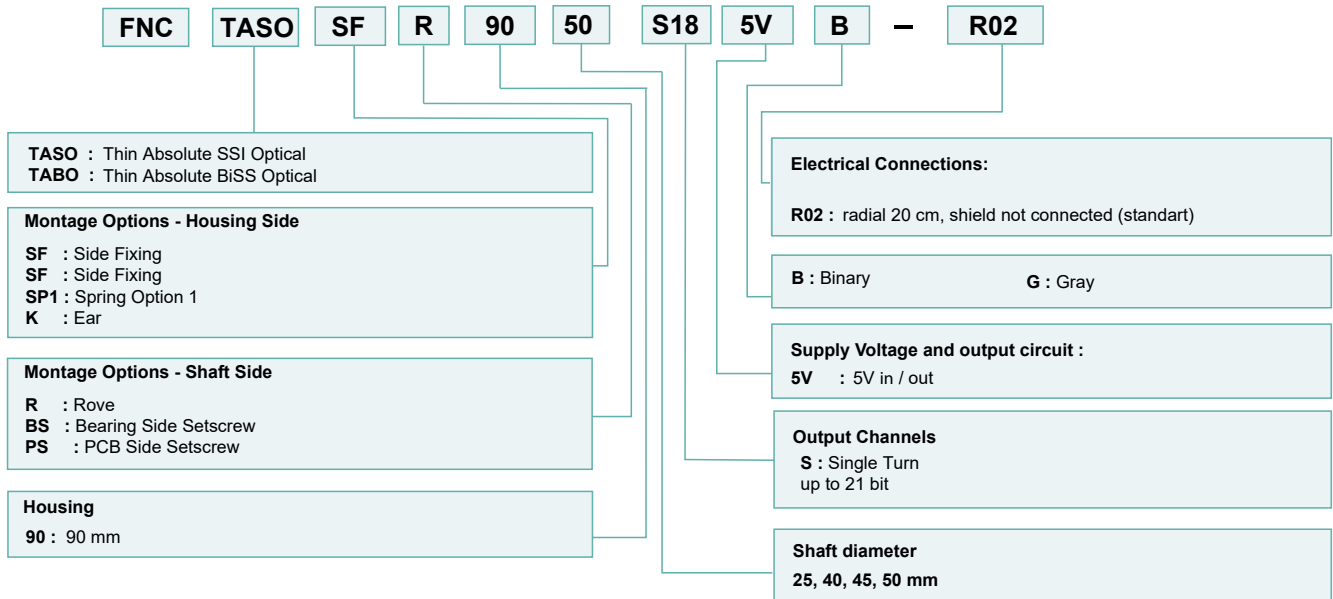 FNC TASO SF R 90 50 S18 5V B – R02
TASO : Thin Absolute SSI Optical
TABO : Thin Absolute BiSS Optical
Montage Options - Housing Side
SF : Side Fixing
SF : Side Fixing
SP1 : Spring Option 1
K : Ear
Montage Options - Shaft Side
R : Rove
BS : Bearing Side Setscrew
PS : PCB Side Setscrew
Housing
90 : 90 mm
Electrical Connections:
R02 : radial 20 cm, shield not connected (standart)
B : Binary G : Gray
Supply Voltage and output circuit :
5V : 5V in / out
Output Channels
S : Single Turn
up to 21 bit
Shaft diameter
25, 40, 45, 50 mm